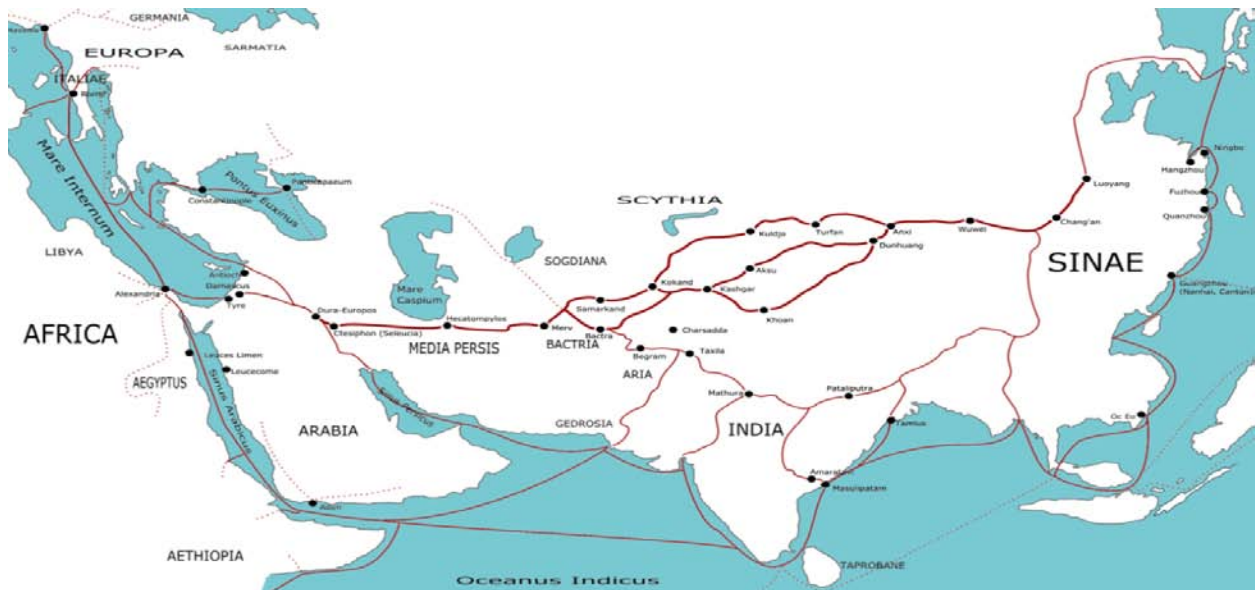 GERMANIA
EUROPA
SARMATIA
ITALIAE
Mare Internum
Pontus Euxinus
Constantinople
LIBYA
Alexandria
Antioch
Damascus
Tyre
AFRICA
AEGYPTUS
Leuces Limen
Leucecome
Sinus Arabicus
ARABIA
Aden
AETHIOPIA
Dura-Europos
Ctesiphon (Seleucia)
Mare
Caspium
Hecatompylos
MEDIA PERSIS
Merv
BACTRIA
SOGDIANA
SCYTHIA
Samarkand
Bactra
Kokand
Kashgar
Kuldja
Turfan
Aksu
Khotan
Anxi
Dunhuang
Wuwei
Chang'an
Luoyang
SINAE
Hangzhou
Ningbo
Fuzhou
Quanzhou
Guangzhou
Charsadda
Begram
Taxila
ARIA
GEDROSIA
Mathura
Pataliputra
INDIA
Masulipatam
Oc Eo
TAPROBANE
Oceanus Indicus